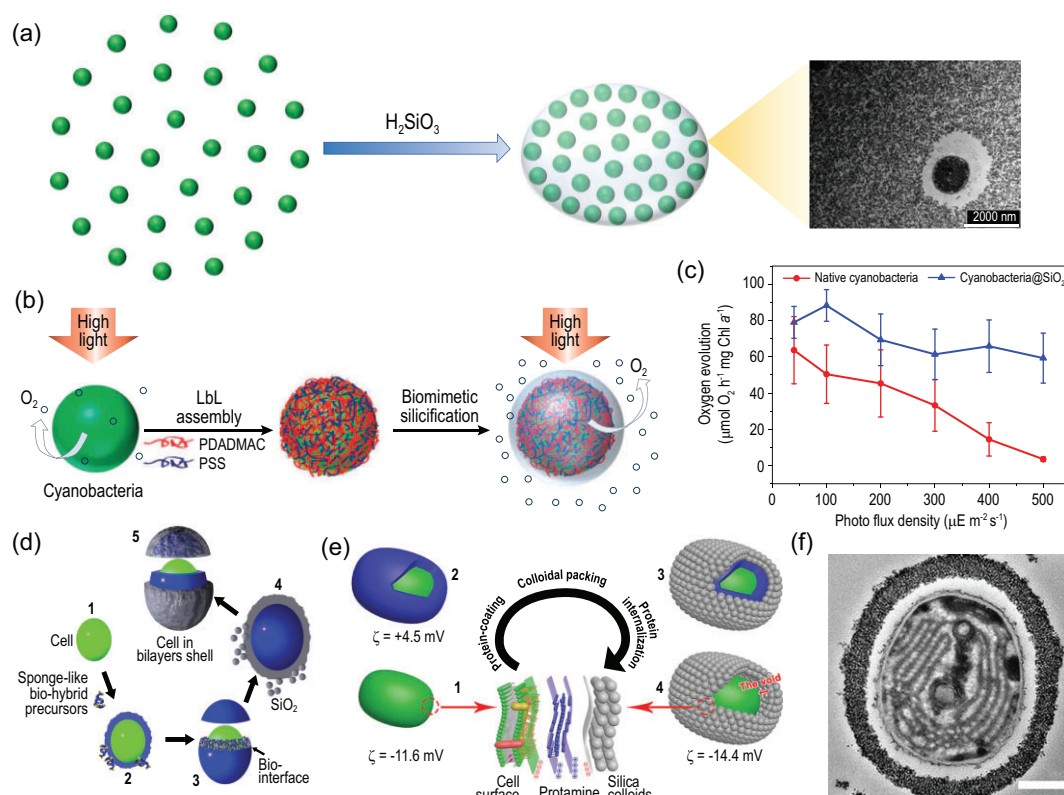 (a)
H₂SiO₃
2000 nm
(b)
High
light
O₂
Cyanobacteria
LbL
assembly
PDADMAC
PSS
Biomimetic
silicification
High
light
O₂
(c)
Native cyanobacteria
Cyanobacteria@SiO₂
Oxygen evolution
(µmol O₂ h⁻¹ mg Chl a⁻¹)
100
80
60
40
20
0
0
100
200
300
400
500
Photo flux density (µE m⁻² s⁻¹)
(d)
1
Cell
Sponge-like
bio-hybrid
precursors
2
3
Bio-
interface
4
SiO₂
5
Cell in
bilayers shell
(e)
2
ζ = +4.5 mV
Protein-coating
Colloidal packing
Protein
internalization
3
1
ζ = -11.6 mV
Cell
surface
Protamine
Silica
colloids
4
The void
ζ = -14.4 mV
(f)